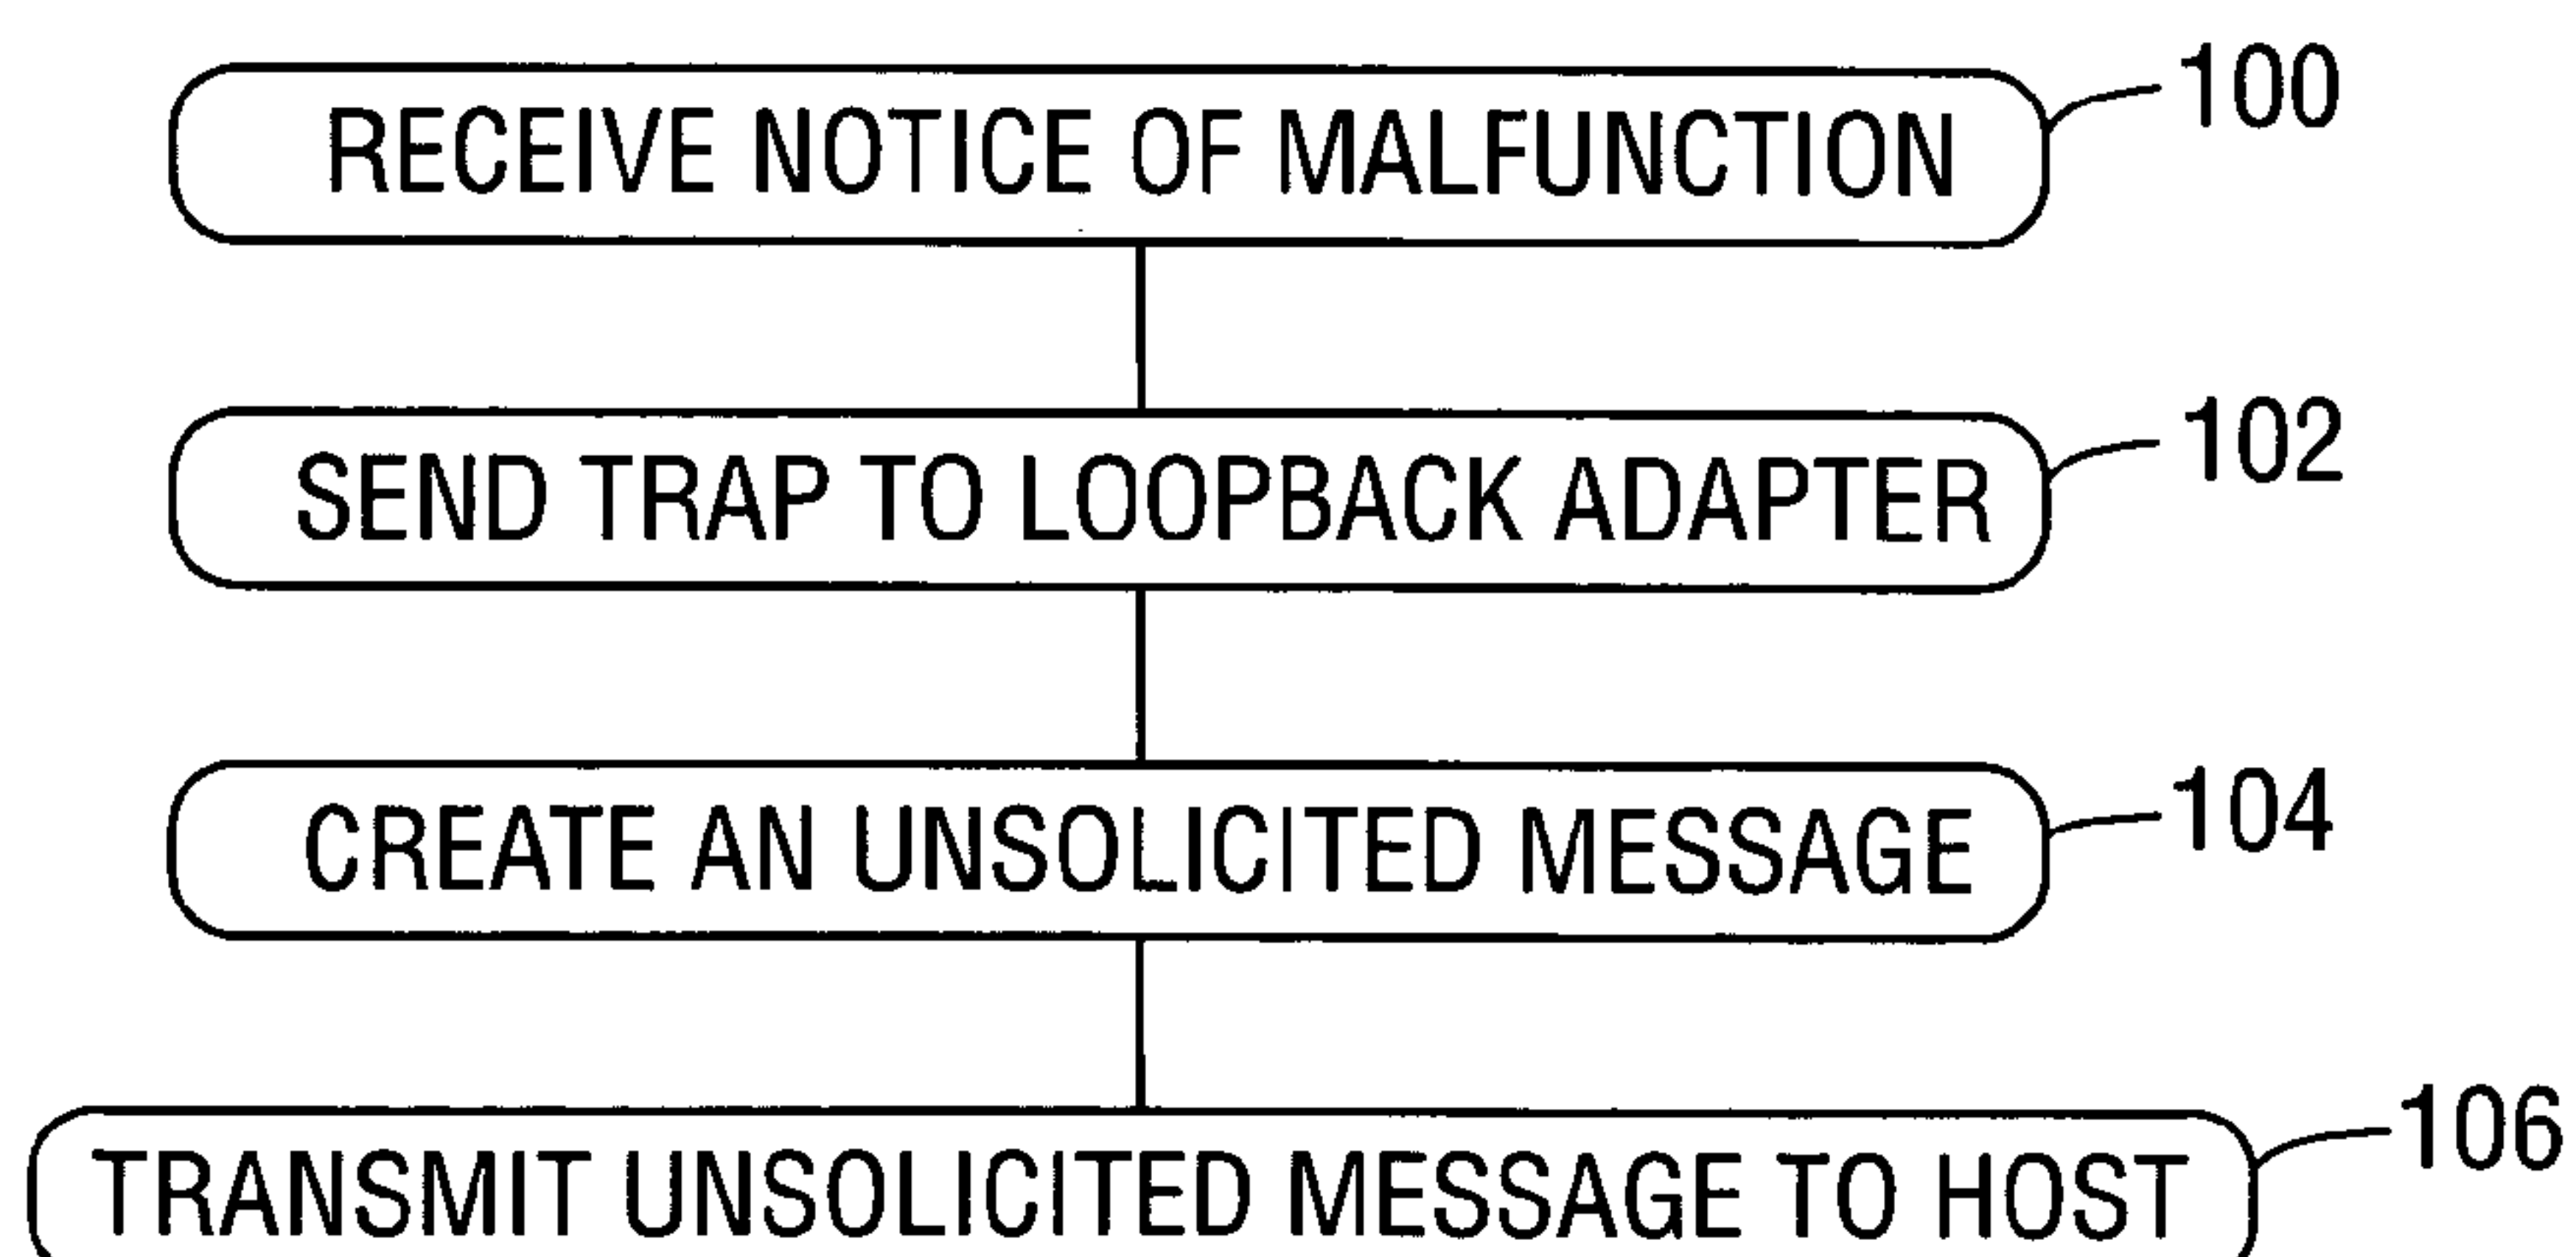 RECEIVE NOTICE OF MALFUNCTION 100
SEND TRAP TO LOOPBACK ADAPTER 102
CREATE AN UNSOLICITED MESSAGE 104
TRANSMIT UNSOLICITED MESSAGE TO HOST 106